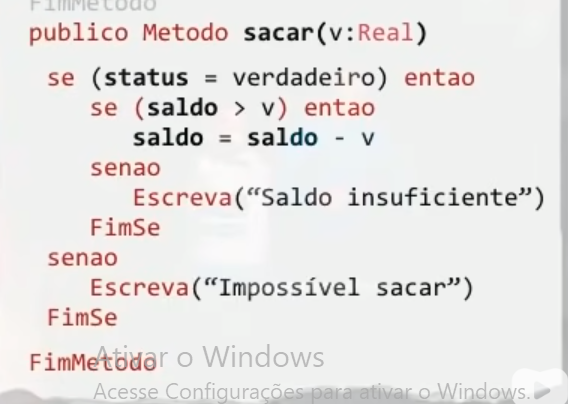 FimMetodo
publico Metodo sacar(v:Real)
se (status = verdadeiro) entao
se (saldo > v) entao
saldo = saldo - v
senao
Escreva(“Saldo insuficiente”)
FimSe
senao
Escreva(“Impossível sacar”)
FimSe
FimMetodo
Ativar o Windows
Acesse Configurações para ativar o Windows.